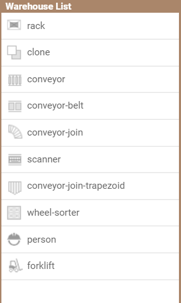 Warehouse List
rack
clone
conveyor
conveyor-belt
conveyor-join
scanner
conveyor-join-trapezoid
wheel-sorter
person
forklift